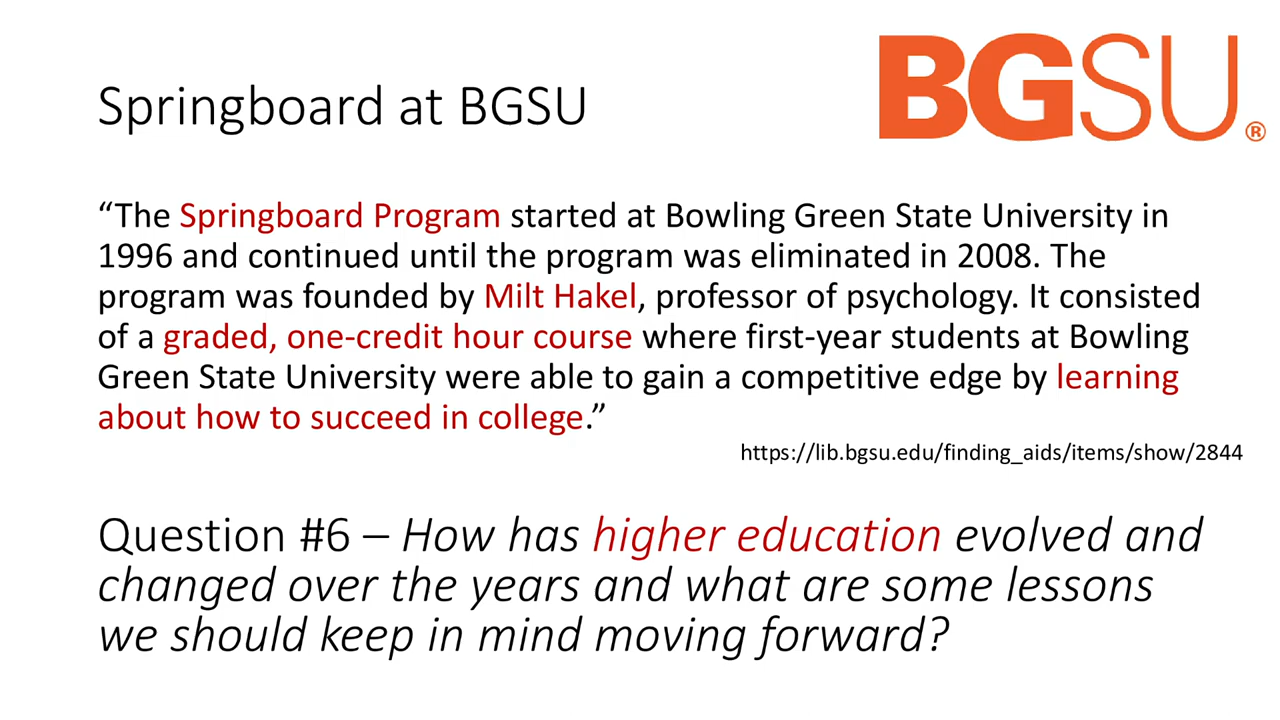 BGSU®
Springboard at BGSU
“The Springboard Program started at Bowling Green State University in
1996 and continued until the program was eliminated in 2008. The
program was founded by Milt Hakel, professor of psychology. It consisted
of a graded, one-credit hour course where first-year students at Bowling
Green State University were able to gain a competitive edge by learning
about how to succeed in college.”
https://lib.bgsu.edu/finding_aids/items/show/2844
Question #6 – How has higher education evolved and
changed over the years and what are some lessons
we should keep in mind moving forward?